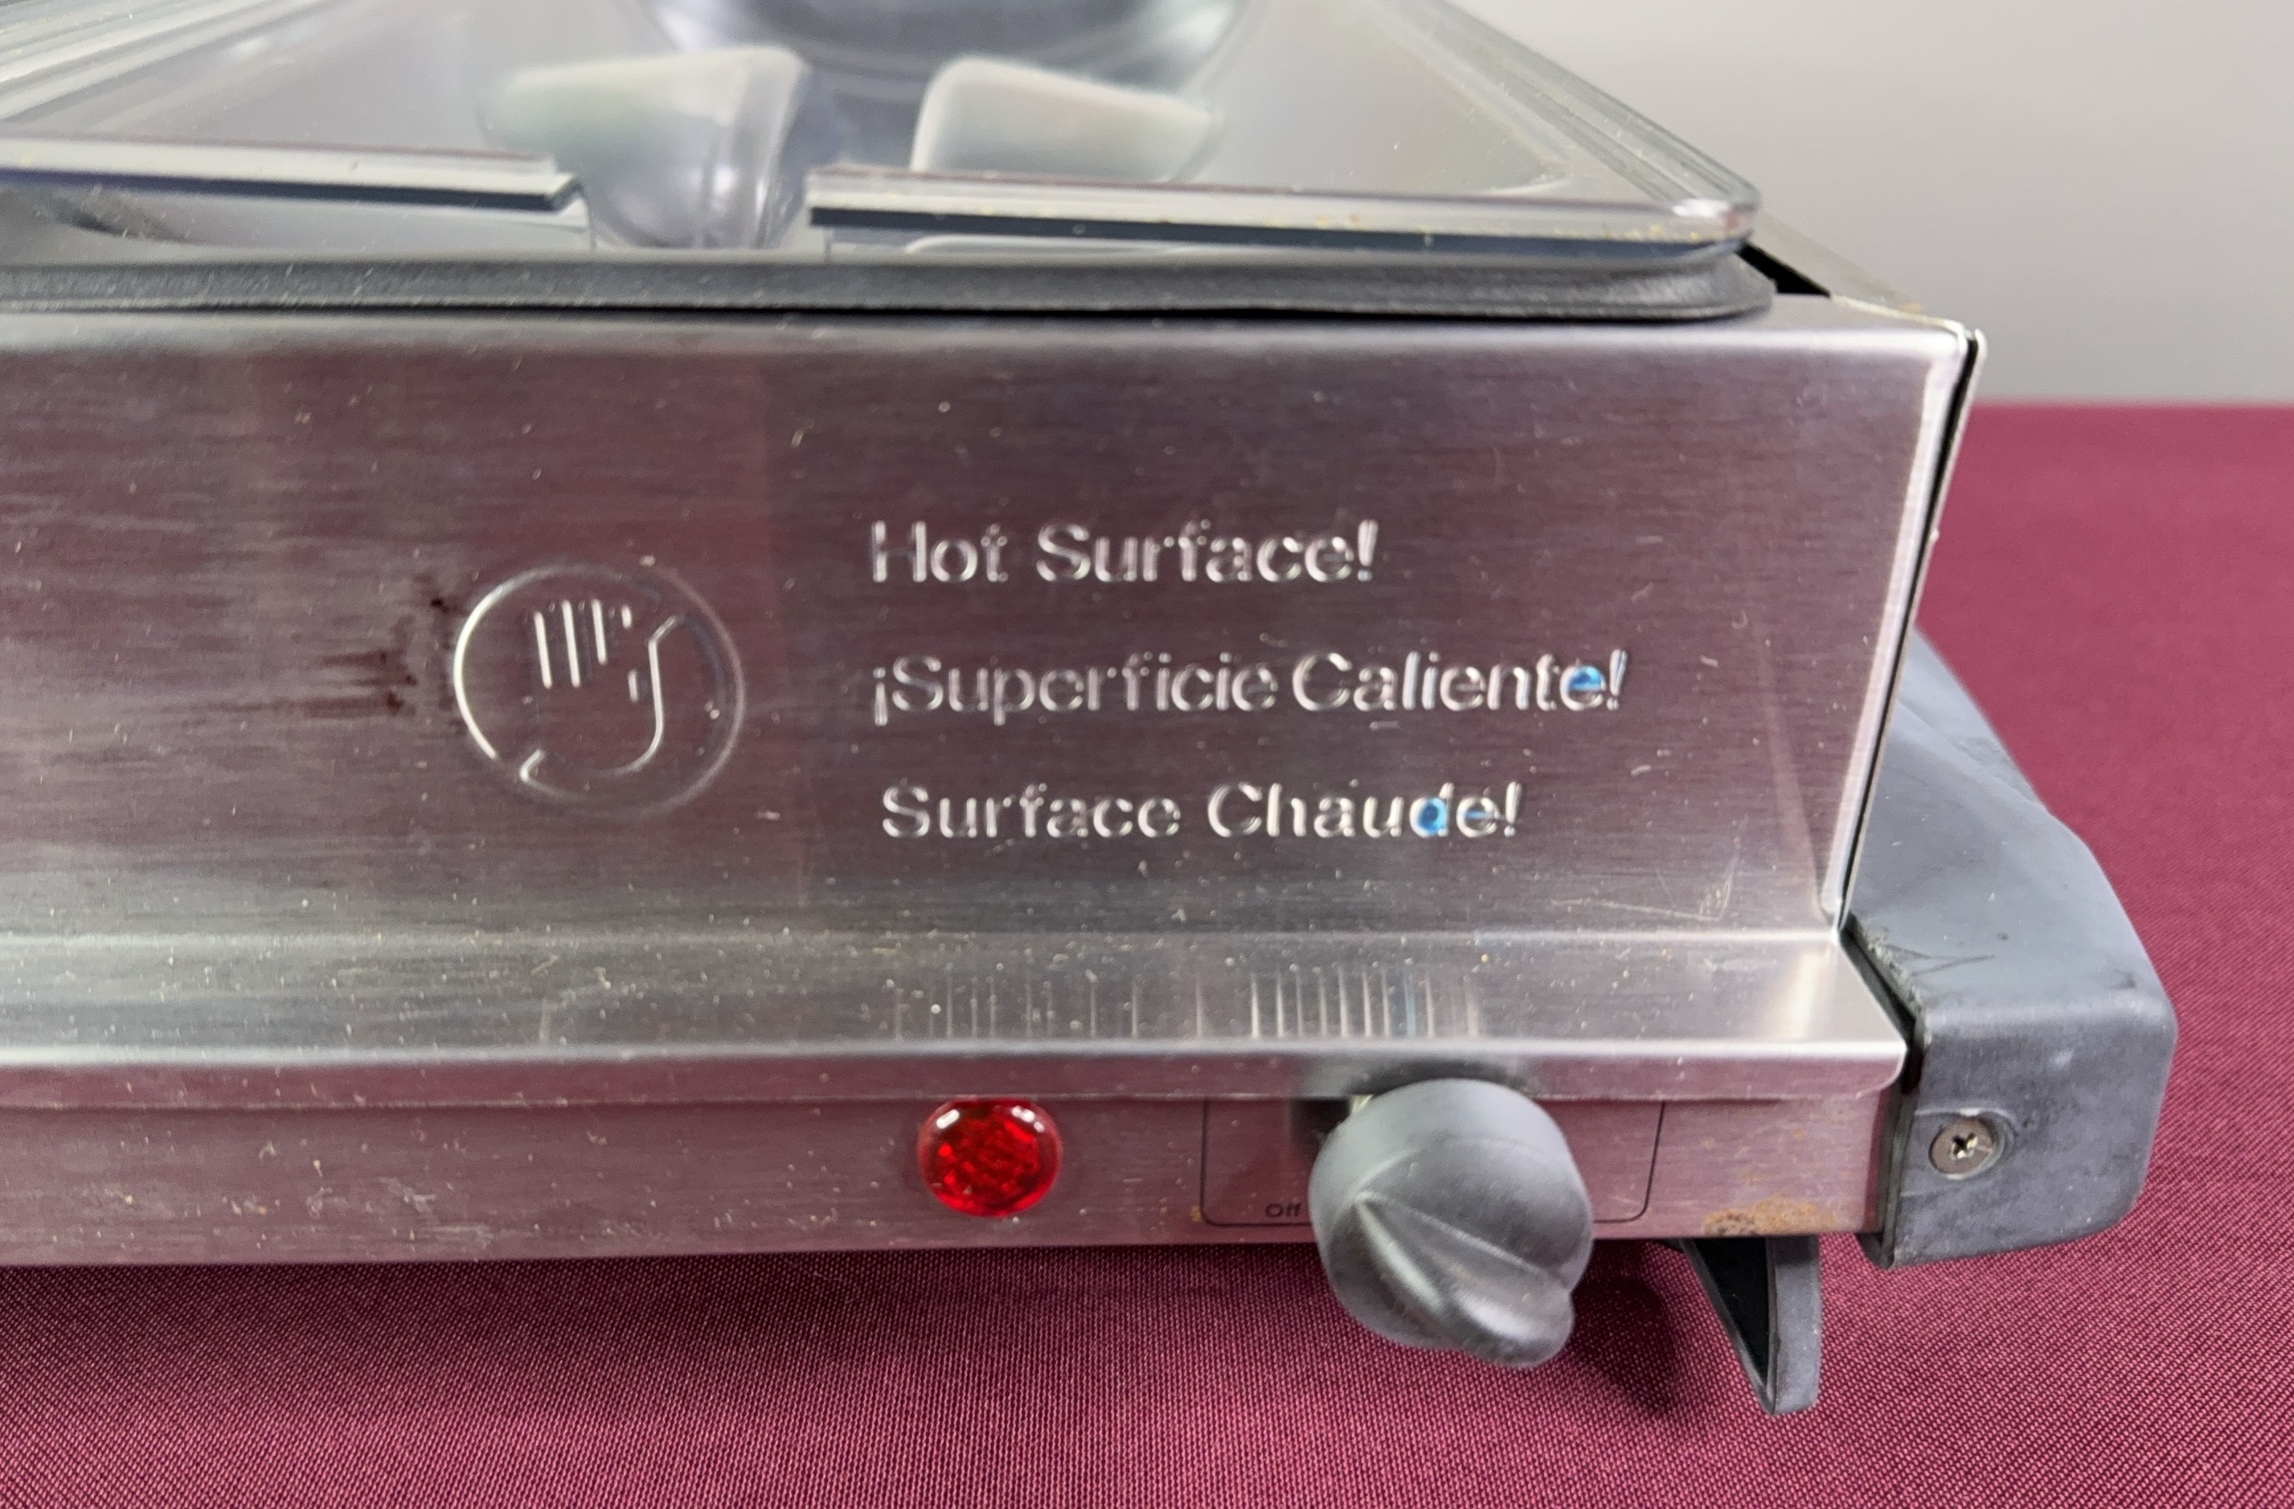 Hot Surface!
¡Superficie Caliente!
Surface Chaude!
Off